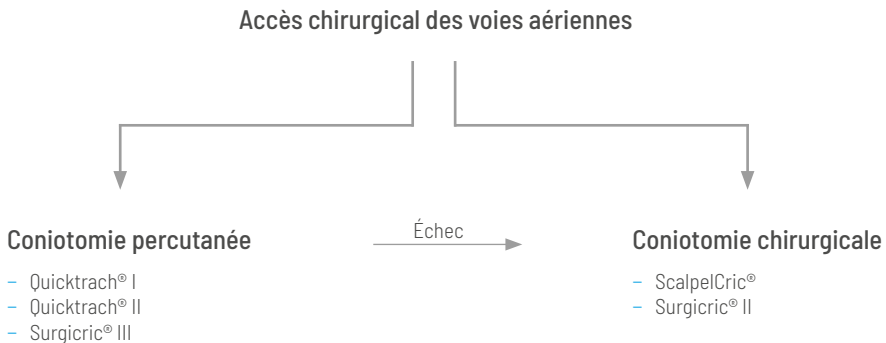 Accès chirurgical des voies aériennes
Coniotomie percutanée
Échec
Coniotomie chirurgicale
– Quicktrach® I
– Quicktrach® II
– Surgicric® III
– ScalpelCric®
– Surgicric® II